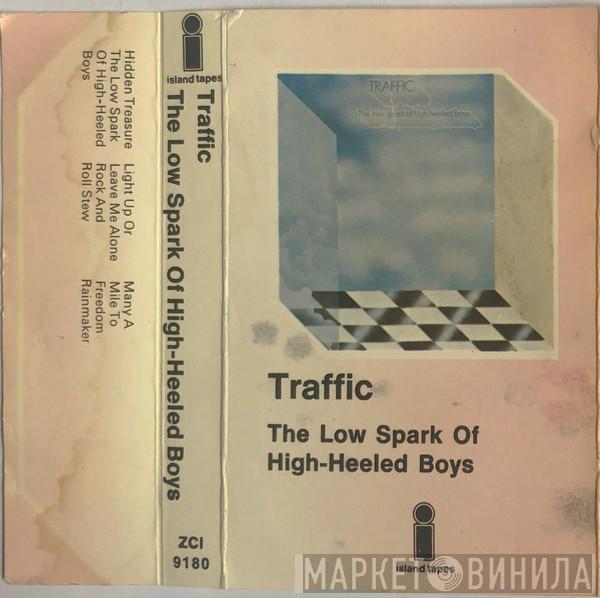 Hidden Treasure
The Low Spark
Of High-Heeled
Boys
Light Up Or
Leave Me Alone
Rock And
Roll Stew
Many A
Mile To
Freedom
Rainmaker
island tapes
Traffic
The Low Spark Of High-Heeled Boys
ZCI
9180
TRAFFIC
The low spark of high heeled boys
Traffic
The Low Spark Of
High-Heeled Boys
island tapes
МАРКЕТ ВИНИЛА